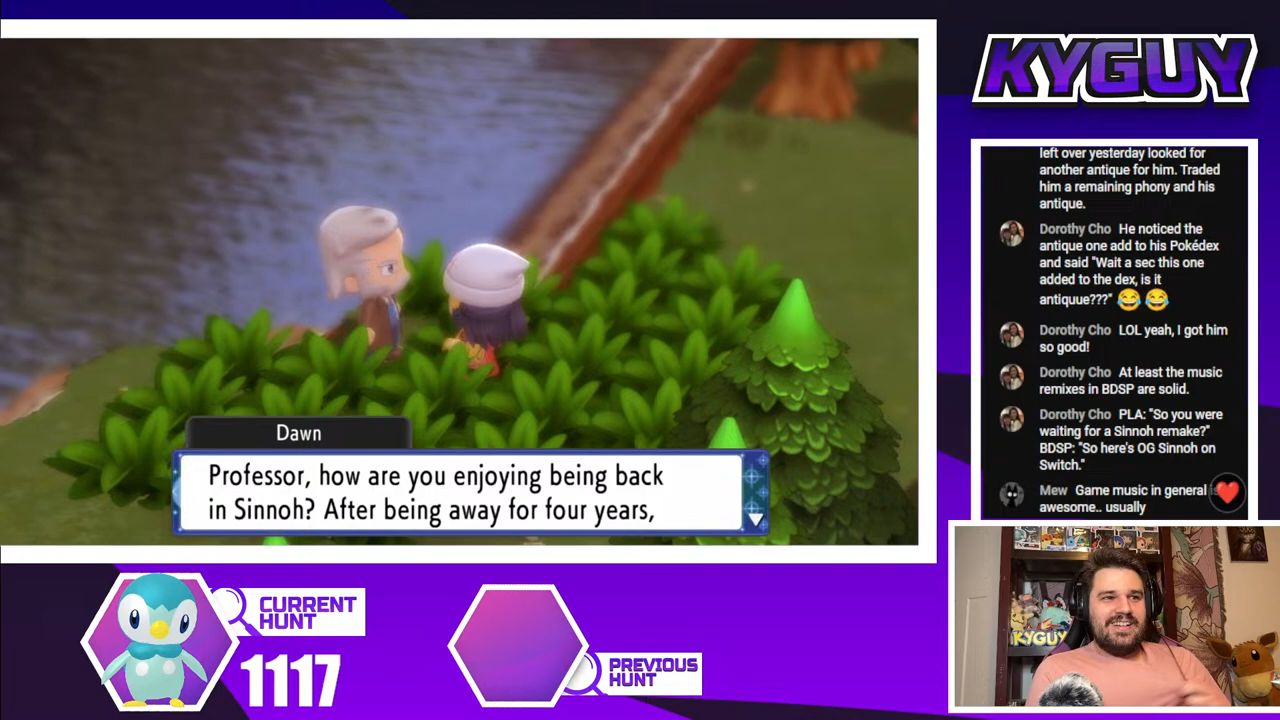 KYGUY
left over yesterday looked for
another antique for him. Traded
him a remaining phony and his
antique.
Dorothy Cho He noticed the
antique one add to his Pokédex
and said "Wait a sec this one
added to the dex, is it
antiquue???" 😂 😂
Dorothy Cho LOL yeah, I got him
so good!
Dorothy Cho At least the music
remixes in BDSP are solid.
Dorothy Cho PLA: "So you were
waiting for a Sinnoh remake?"
BDSP: "So here's OG Sinnoh on
Switch."
Mew Game music in general
awesome.. usually
Dawn
Professor, how are you enjoying being back
in Sinnoh? After being away for four years,
CURRENT
HUNT
1117
PREVIOUS
HUNT
KYGUY